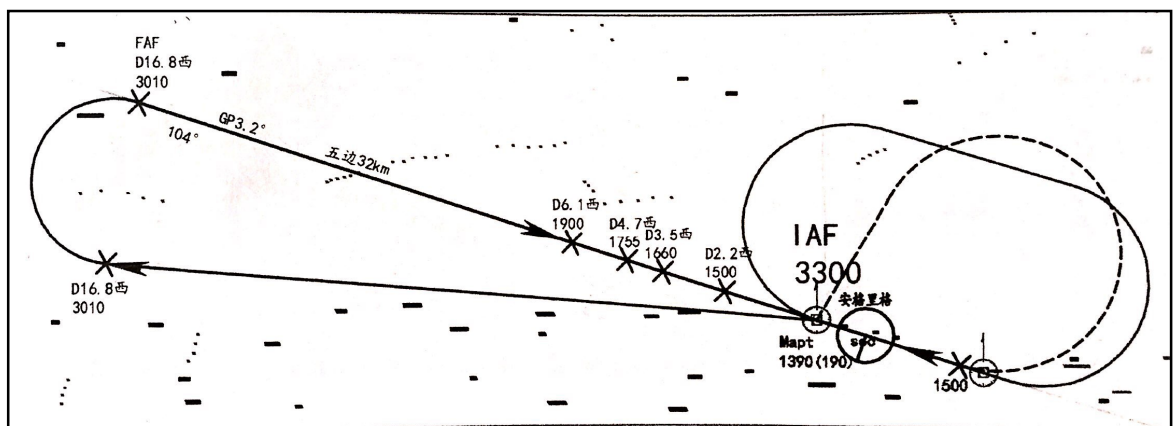 FAF
D16.8西
3010
GP3.2°
104°
五边32km
D6.1西
1900
D4.7西
1755
D3.5西
1660
D2.2西
1500
IAF
3300
安格里格
D16.8西
3010
Mapt
1390(190)
1500